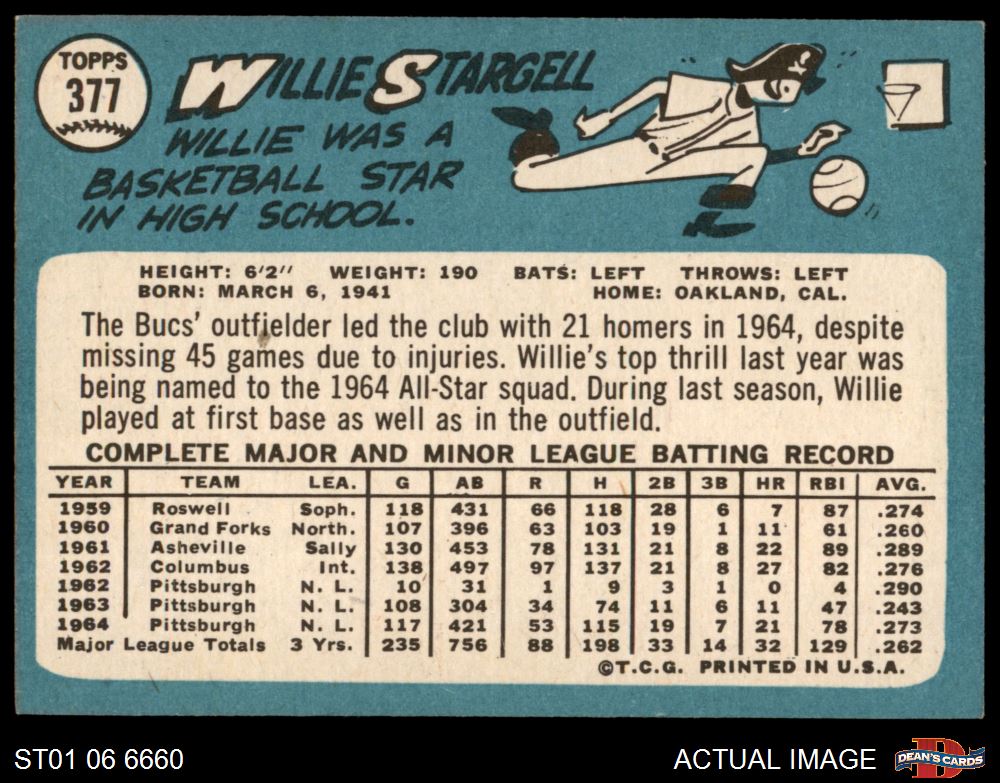 TOPPS
377
WILLIE STARGELL
WILLIE WAS A
BASKETBALL STAR
IN HIGH SCHOOL.
HEIGHT: 6'2" WEIGHT: 190 BATS: LEFT THROWS: LEFT
BORN: MARCH 6, 1941 HOME: OAKLAND, CAL.
The Bucs' outfielder led the club with 21 homers in 1964, despite
missing 45 games due to injuries. Willie's top thrill last year was
being named to the 1964 All-Star squad. During last season, Willie
played at first base as well as in the outfield.
COMPLETE MAJOR AND MINOR LEAGUE BATTING RECORD
YEAR TEAM LEA. G AB R H 2B 3B HR RBI AVG.
1959 Roswell Soph. 118 431 66 118 28 6 7 87 .274
1960 Grand Forks North. 107 396 63 103 19 1 11 61 .260
1961 Asheville Sally 130 453 78 131 21 8 22 89 .289
1962 Columbus Int. 138 497 97 137 21 8 27 82 .276
1962 Pittsburgh N. L. 10 31 1 9 3 1 0 4 .290
1963 Pittsburgh N. L. 108 304 34 74 11 6 11 47 .243
1964 Pittsburgh N. L. 117 421 53 115 19 7 21 78 .273
Major League Totals 3 Yrs. 235 756 88 198 33 14 32 129 .262
©T.C.G. PRINTED IN U.S.A.
ST01 06 6660 ACTUAL IMAGE DEAN'S CARDS